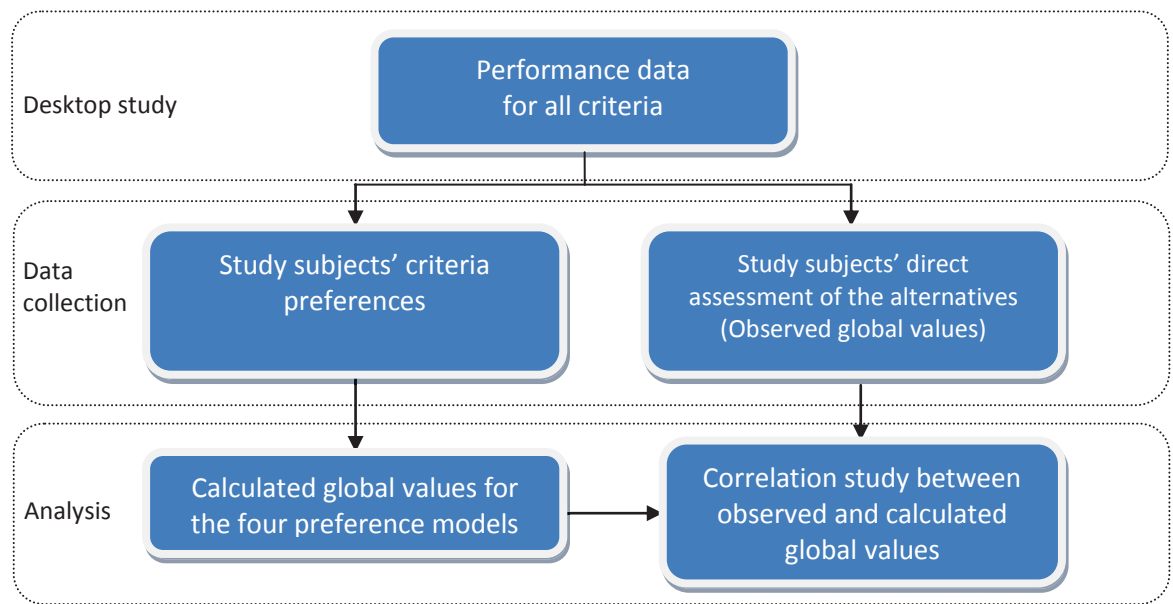 Desktop study
Performance data
for all criteria
Data
collection
Study subjects’ criteria
preferences
Study subjects’ direct
assessment of the alternatives
(Observed global values)
Analysis
Calculated global values for
the four preference models
Correlation study between
observed and calculated
global values